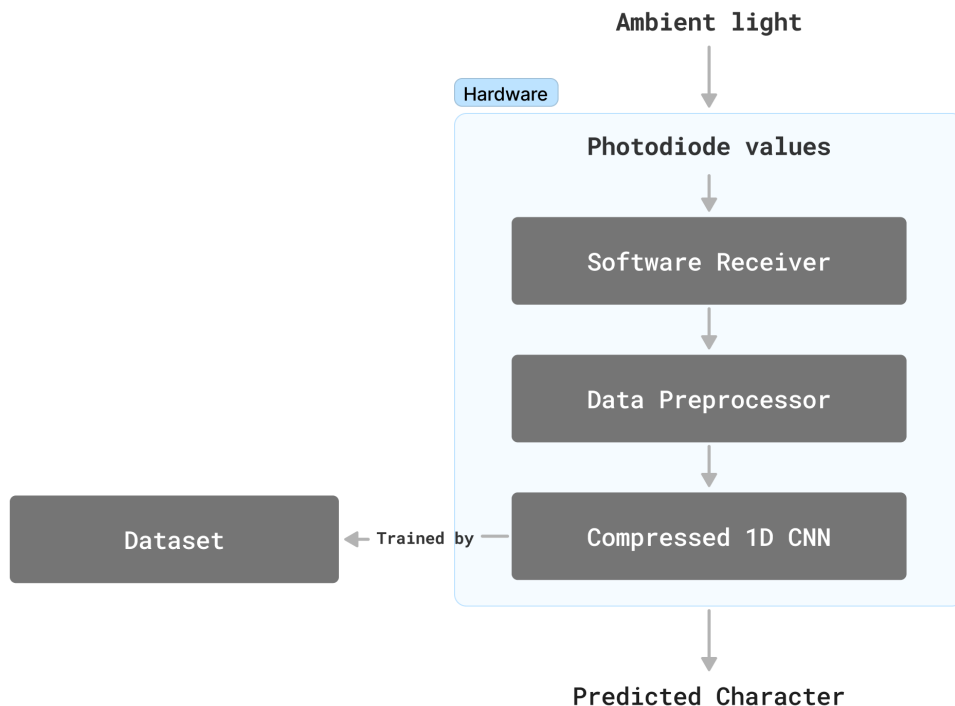 Ambient light
Hardware
Photodiode values
Software Receiver
Data Preprocessor
Dataset
Trained by
Compressed 1D CNN
Predicted Character